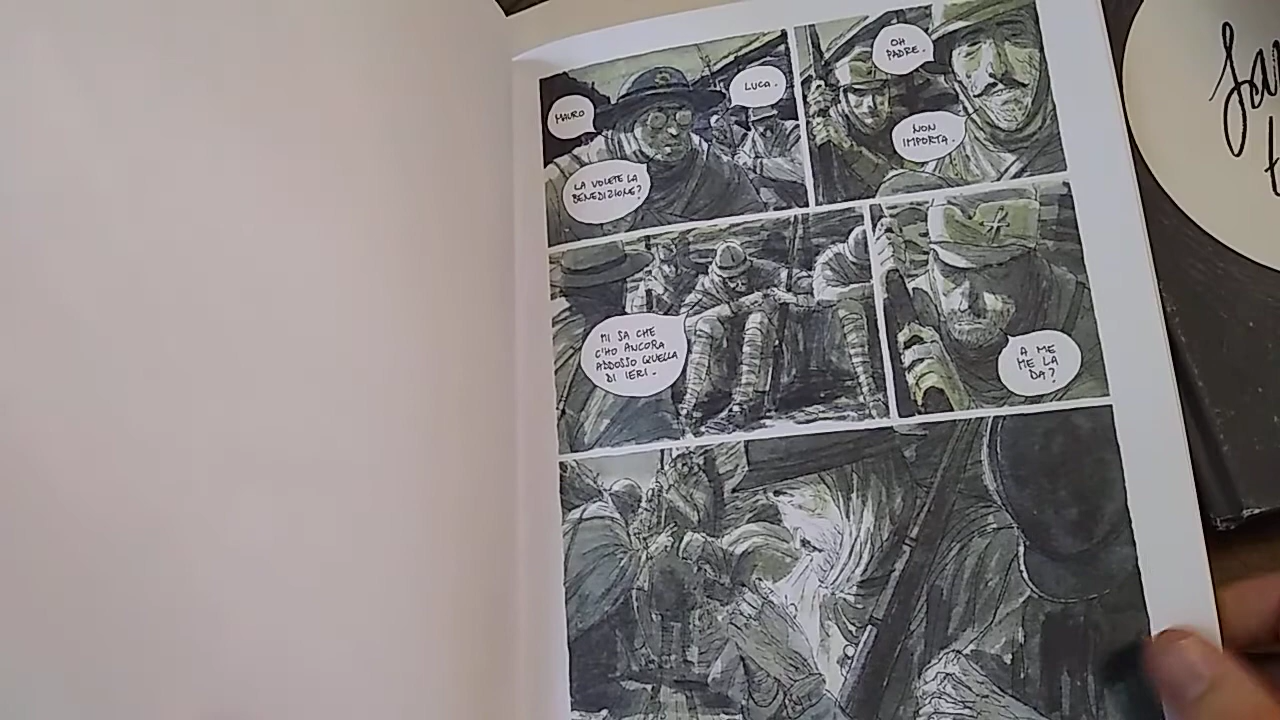 MAURO
LUCA.
LA VOLETE LA
BENEDIZIONE?
OH
PADRE.
NON
IMPORTA.
MI SA CHE
C'HO ANCORA
ADDOSSO QUELLA
DI IERI.
A ME
ME LA
DA?